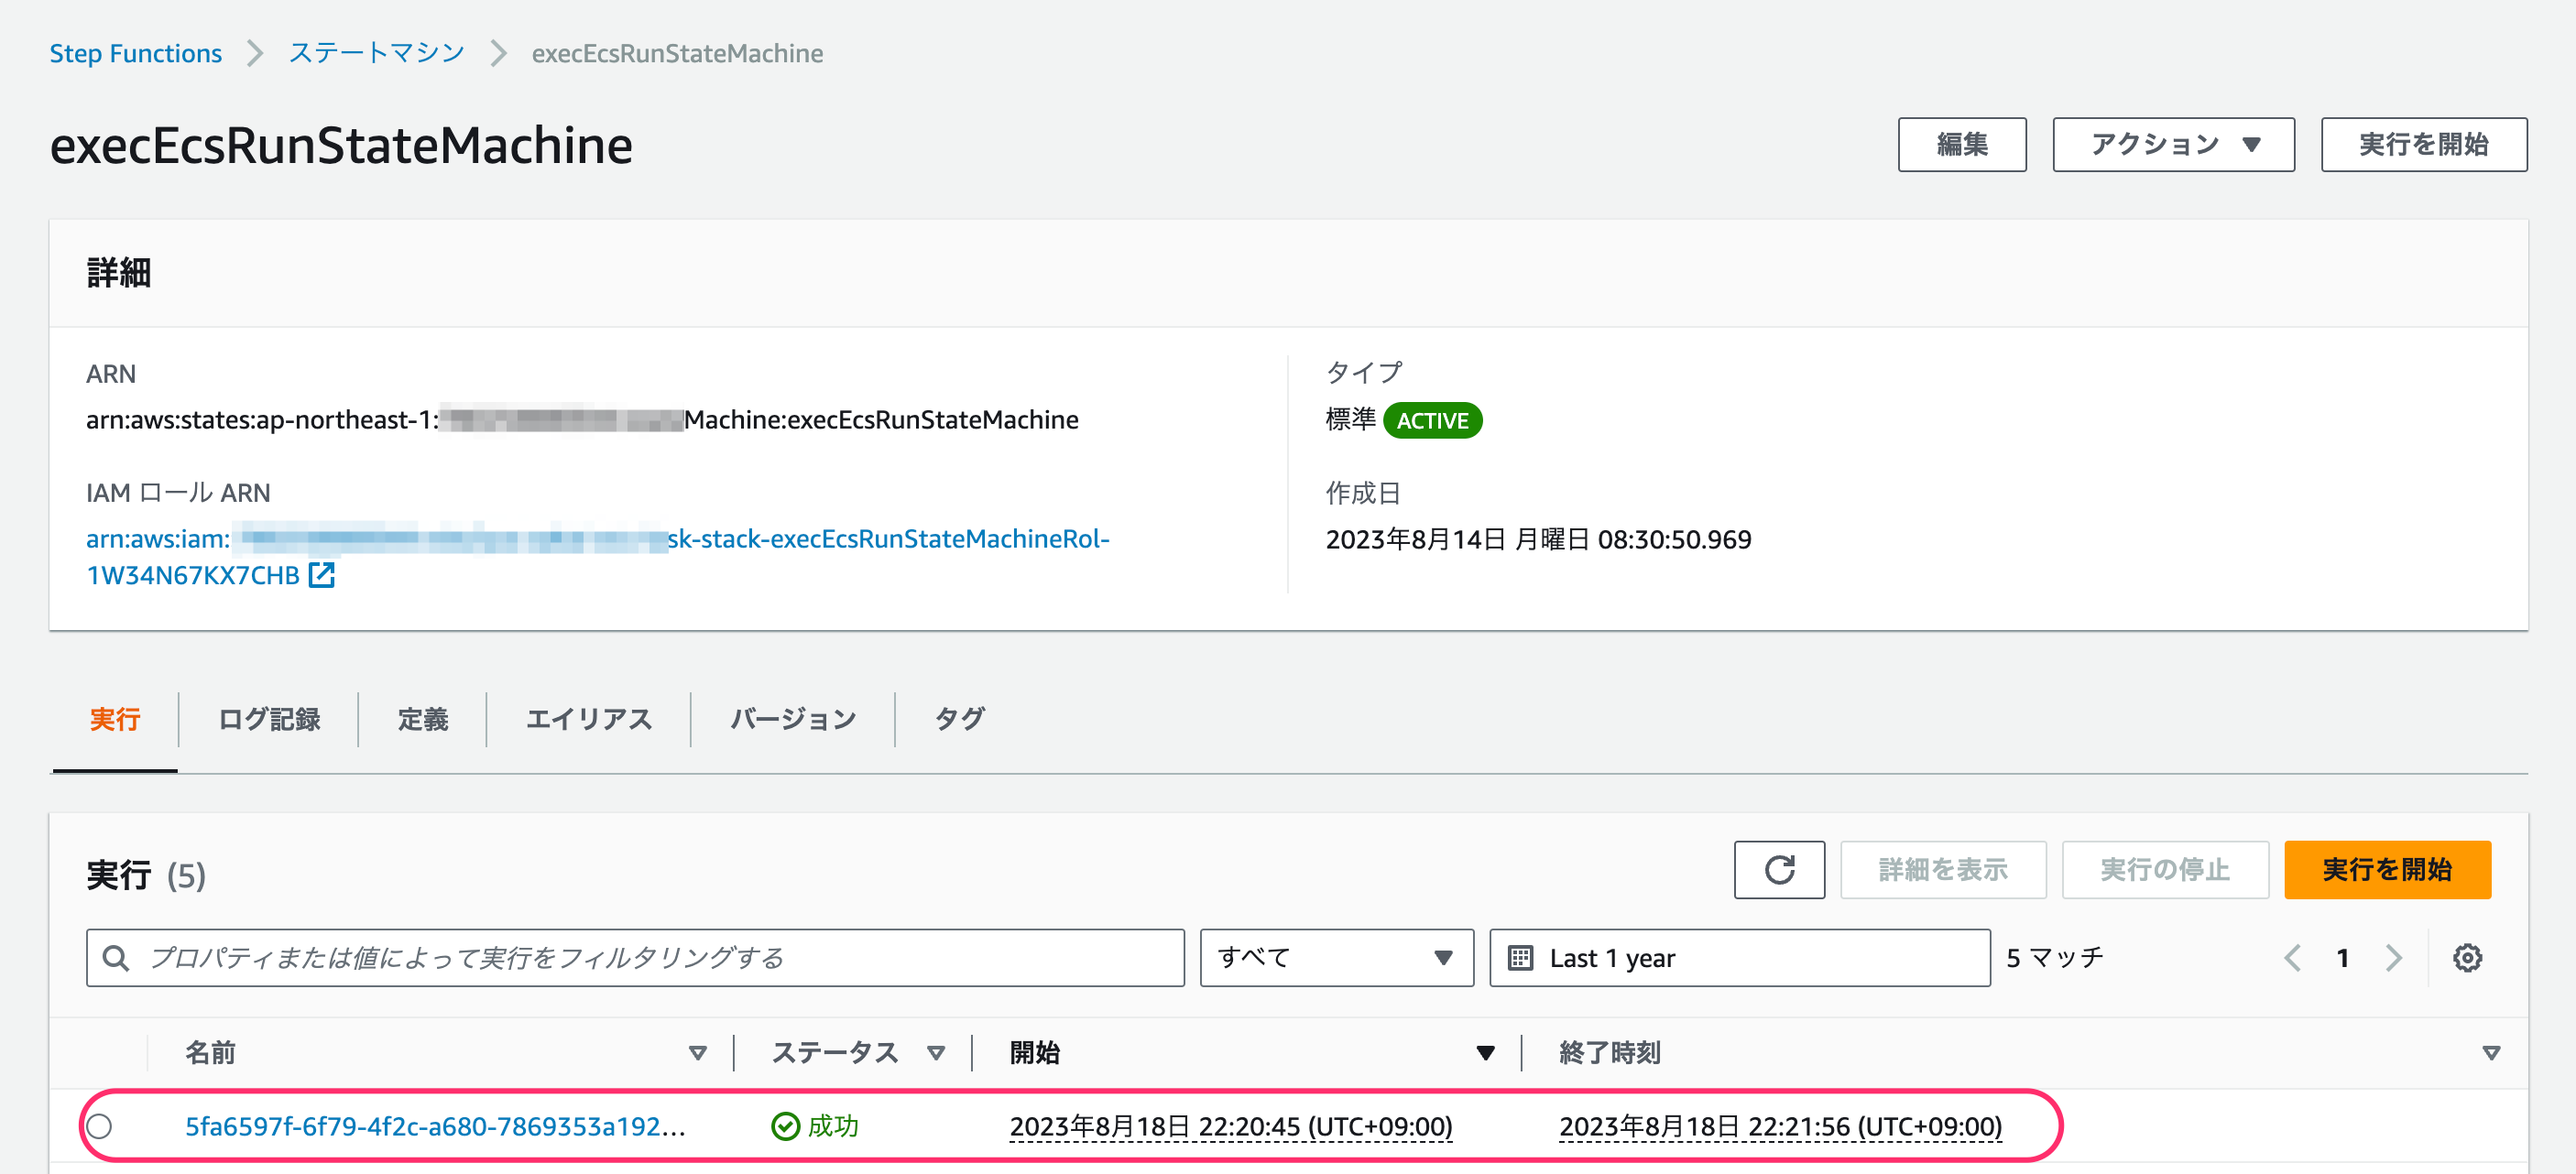 Step Functions > ステートマシン > execEcsRunStateMachine
execEcsRunStateMachine
編集 アクション ▼ 実行を開始
詳細
ARN
arn:aws:states:ap-northeast-1: Machine:execEcsRunStateMachine
IAM ロール ARN
arn:aws:iam: sk-stack-execEcsRunStateMachineRol-
1W34N67KX7CHB
タイプ
標準 ACTIVE
作成日
2023年8月14日 月曜日 08:30:50.969
実行 ログ記録 定義 エイリアス バージョン タグ
実行 (5)
詳細を表示 実行の停止 実行を開始
プロパティまたは値によって実行をフィルタリングする すべて Last 1 year 5 マッチ 1
名前 ステータス 開始 終了時刻
5fa6597f-6f79-4f2c-a680-7869353a192... 成功 2023年8月18日 22:20:45 (UTC+09:00) 2023年8月18日 22:21:56 (UTC+09:00)